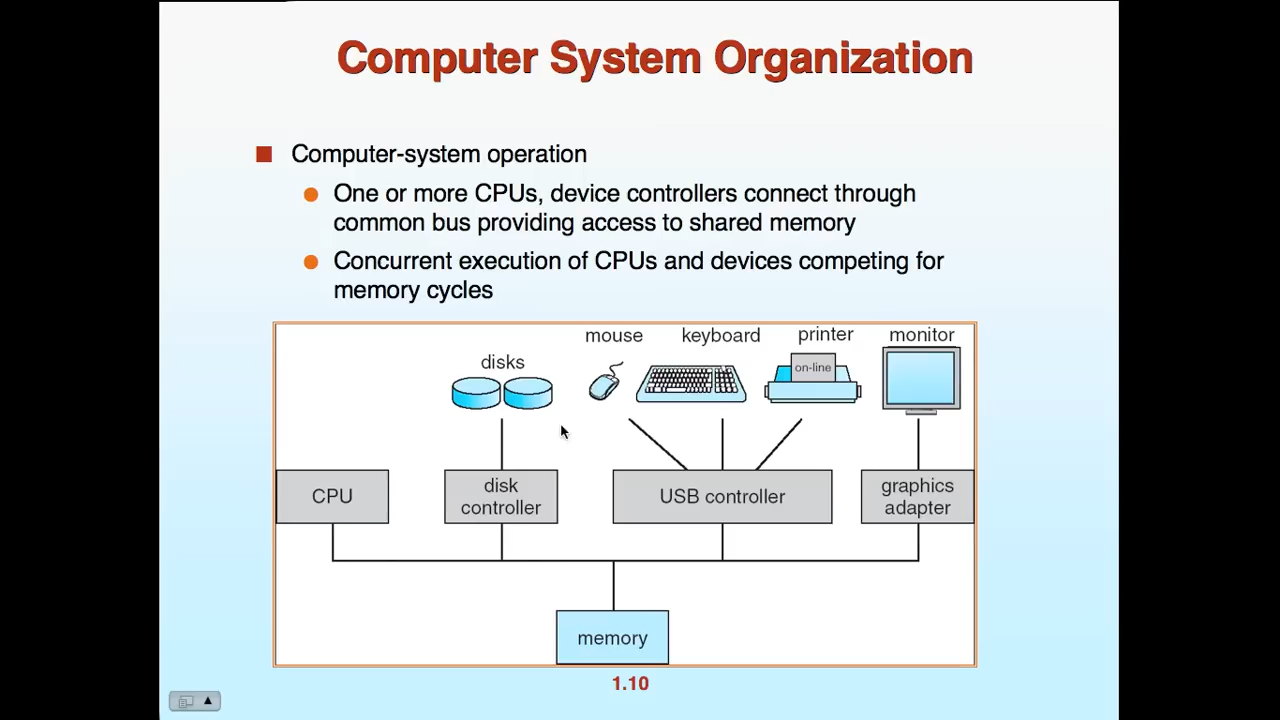 Computer System Organization
Computer-system operation
One or more CPUs, device controllers connect through
common bus providing access to shared memory
Concurrent execution of CPUs and devices competing for
memory cycles
mouse keyboard printer monitor
disks
on-line
CPU
disk
controller
USB controller
graphics
adapter
memory
1.10